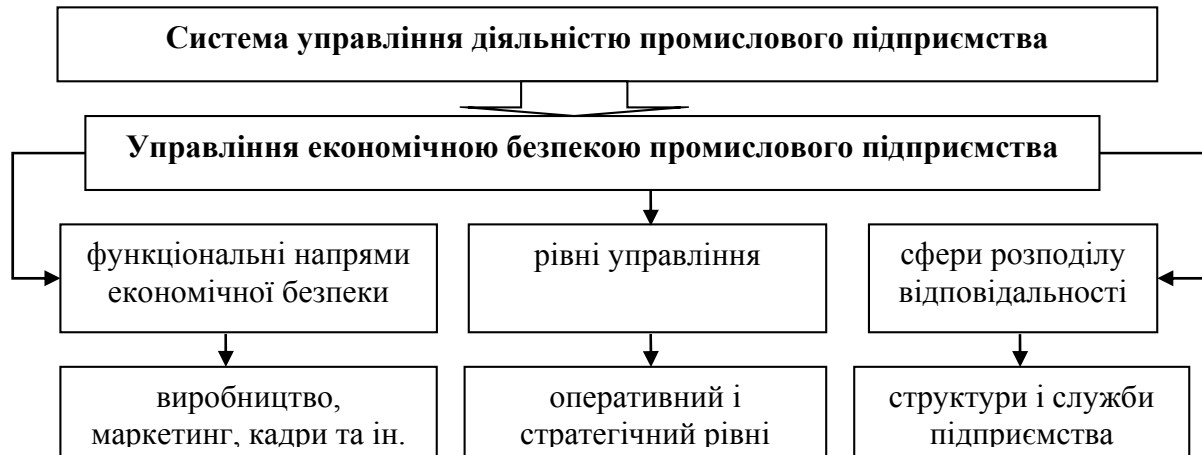 Система управління діяльністю промислового підприємства
Управління економічною безпекою промислового підприємства
функціональні напрями
економічної безпеки
рівні управління
сфери розподілу
відповідальності
виробництво,
маркетинг, кадри та ін.
оперативний і
стратегічний рівні
структури і служби
підприємства